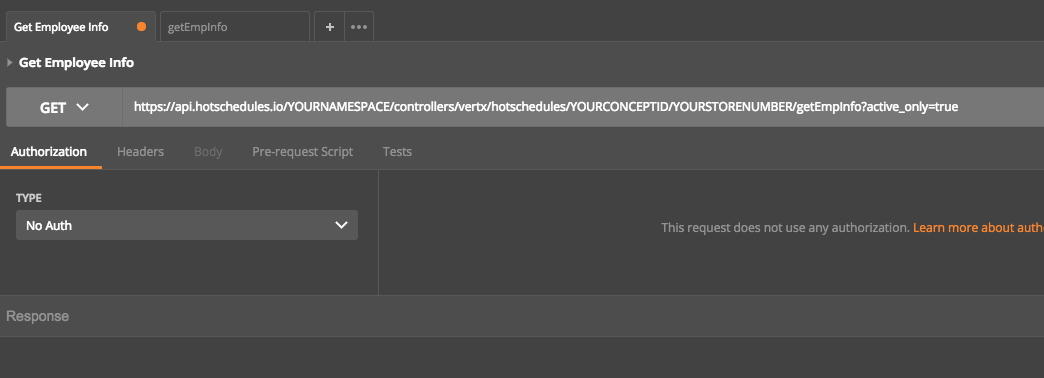 Get Employee Info
getEmpInfo
+ •••
Get Employee Info
GET
https://api.hotschedules.io/YOURNAMESPACE/controllers/vertx/hotschedules/YOURCONCEPTID/YOURSTORENUMBER/getEmpInfo?active_only=true
Authorization Headers Body Pre-request Script Tests
TYPE
No Auth
This request does not use any authorization. Learn more about auth
Response